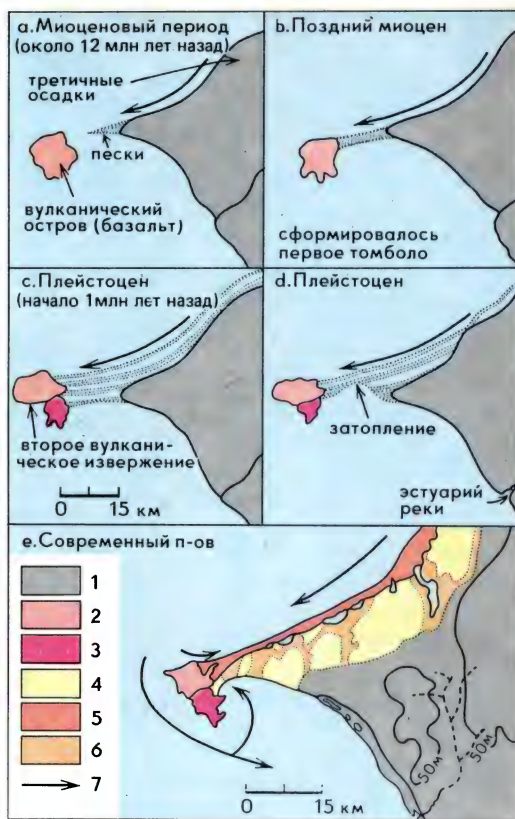 a. Миоценовый период
(около 12 млн лет назад)
третичные
осадки
пески
вулканический
остров (базальт)
b. Поздний миоцен
сформировалось
первое томболо
c. Плейстоцен
(начало 1млн лет назад)
второе вулкани-
ческое извержение
0 15 км
d. Плейстоцен
затопление
эстуарий
реки
e. Современный п-ов
1
2
3
4
5
6
7
50м
50м
0 15 км